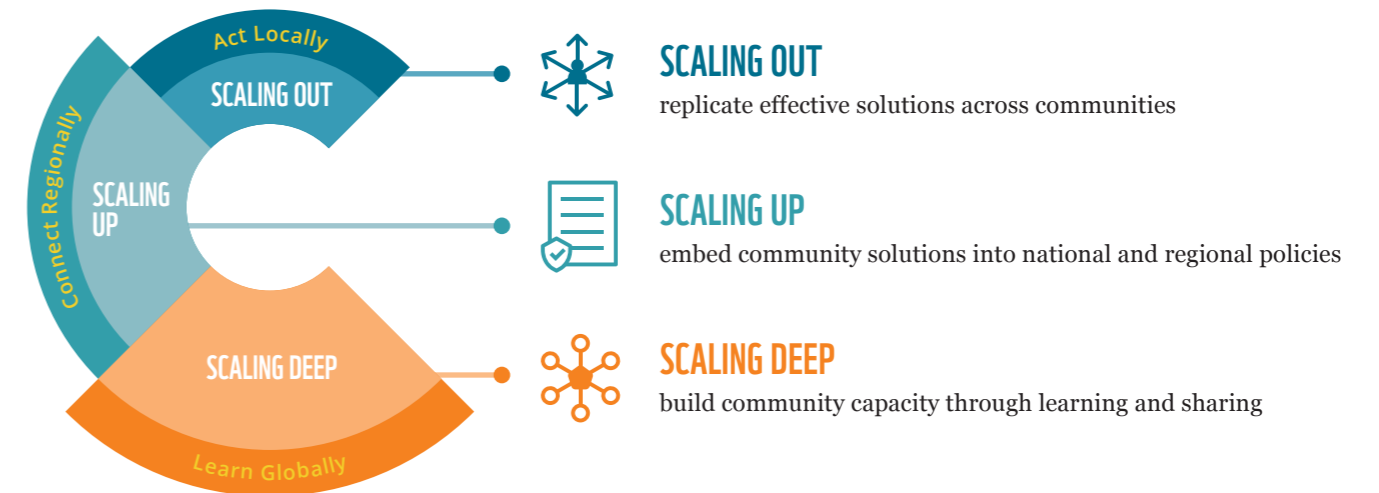 Act Locally
SCALING OUT
Connect Regionally
SCALING
UP
SCALING DEEP
Learn Globally
SCALING OUT
replicate effective solutions across communities
SCALING UP
embed community solutions into national and regional policies
SCALING DEEP
build community capacity through learning and sharing